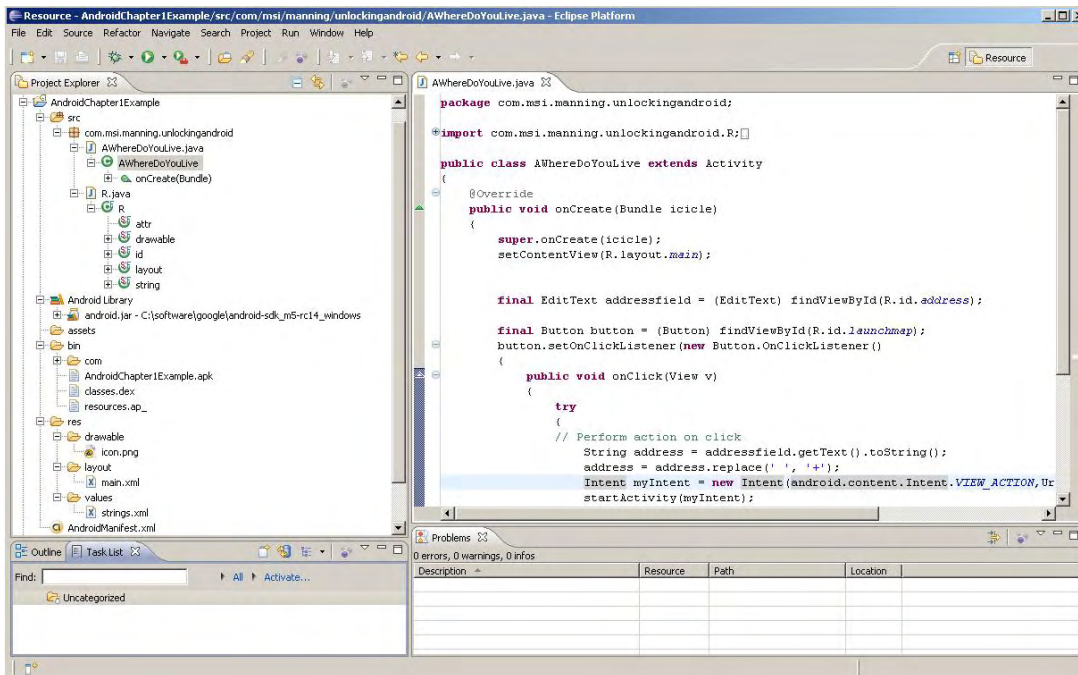 Resource - AndroidChapter1Example/src/com/msi/manning/unlockingandroid/AWhereDoYouLive.java - Eclipse Platform
File Edit Source Refactor Navigate Search Project Run Window Help
Resource
Project Explorer
AndroidChapter1Example
src
com.msi.manning.unlockingandroid
AWhereDoYouLive.java
AWhereDoYouLive
onCreate(Bundle)
R.java
R
attr
drawable
id
layout
string
Android Library
android.jar - C:\software\google\android-sdk_m5-rc14_windows
assets
bin
com
AndroidChapter1Example.apk
classes.dex
resources.ap_
res
drawable
icon.png
layout
main.xml
values
strings.xml
AndroidManifest.xml
AWhereDoYouLive.java
package com.msi.manning.unlockingandroid;
import com.msi.manning.unlockingandroid.R;
public class AWhereDoYouLive extends Activity
{
@Override
public void onCreate(Bundle icicle)
{
super.onCreate(icicle);
setContentView(R.layout.main);
final EditText addressfield = (EditText) findViewById(R.id.address);
final Button button = (Button) findViewById(R.id.launchmap);
button.setOnClickListener(new Button.OnClickListener()
{
public void onClick(View v)
{
try
{
// Perform action on click
String address = addressfield.getText().toString();
address = address.replace(' ', '+');
Intent myIntent = new Intent(android.content.Intent.VIEW_ACTION,Ur
startActivity(myIntent);
Outline Task List
Find: All Activate...
Uncategorized
Problems
0 errors, 0 warnings, 0 infos
Description Resource Path Location